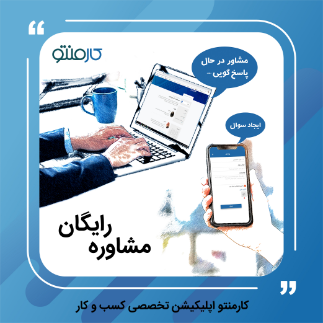 کارمنتو
مشاور در حال
پاسخ گویی –
ایجاد سوال
رایگان
مشاوره
کارمنتو اپلیکیشن تخصصی کسب و کار